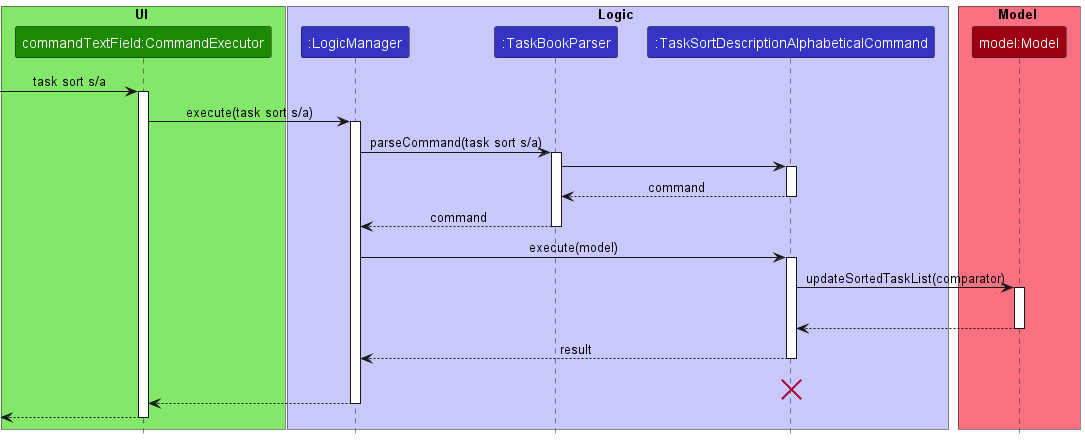 UI
Logic
Model
commandTextField:CommandExecutor
:LogicManager
:TaskBookParser
:TaskSortDescriptionAlphabeticalCommand
model:Model
task sort s/a
execute(task sort s/a)
parseCommand(task sort s/a)
command
command
execute(model)
updateSortedTaskList(comparator)
result